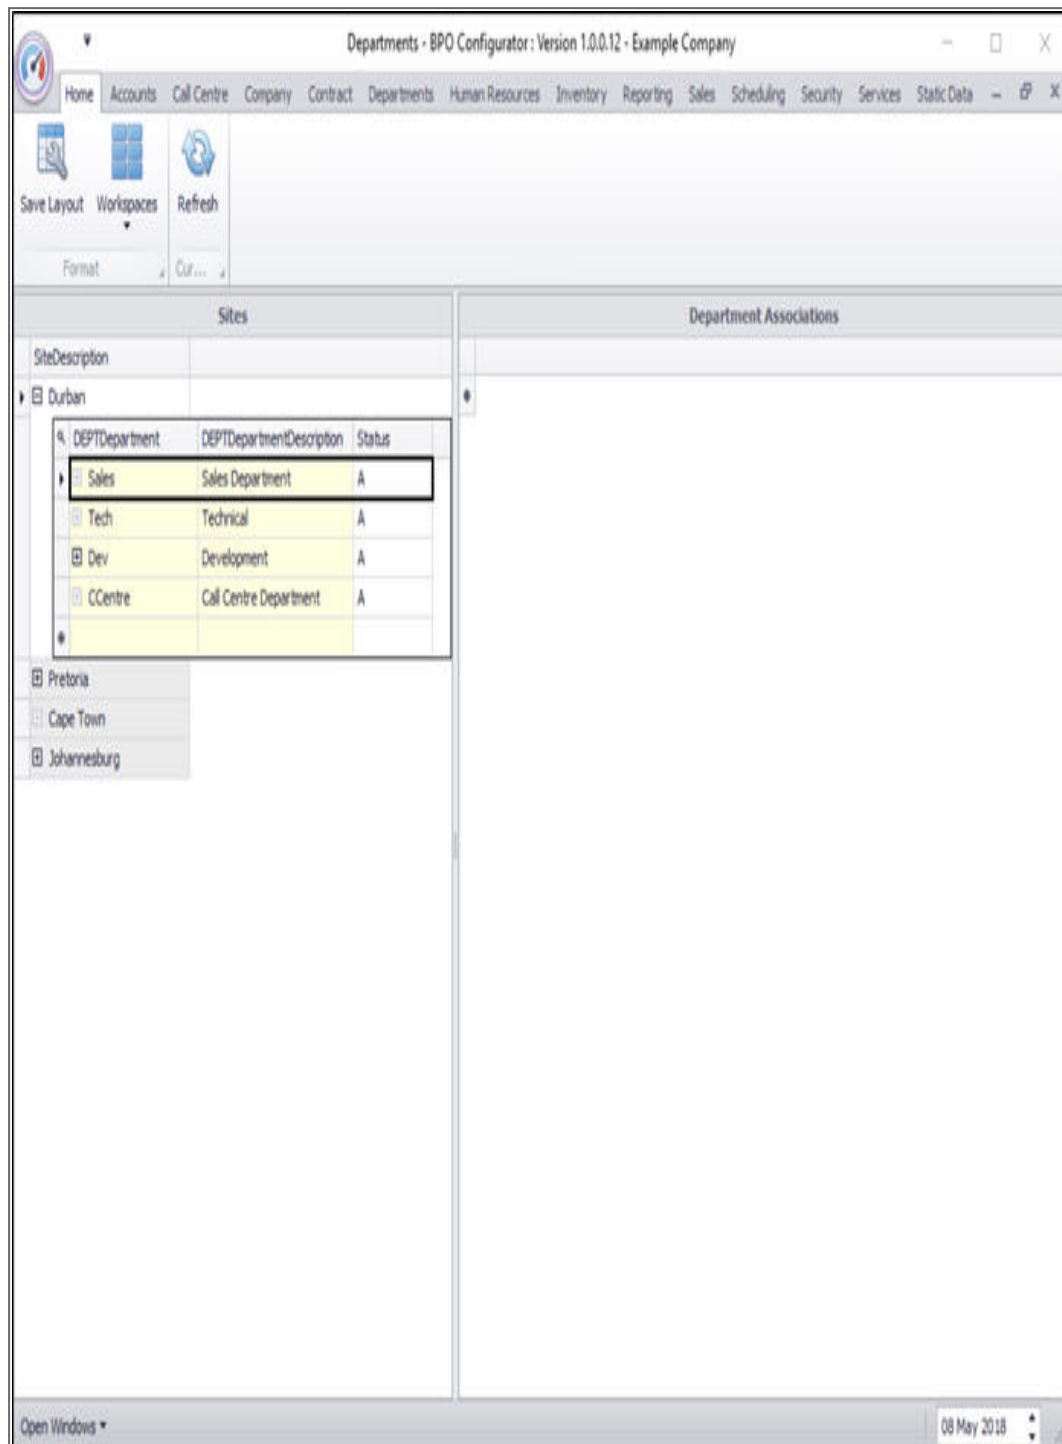 Departments - BPO Configurator : Version 1.0.0.12 - Example Company
Home Accounts Call Centre Company Contract Departments Human Resources Inventory Reporting Sales Scheduling Security Services Static Data
Save Layout Workspaces Refresh
Format Cur...
Sites Department Associations
SiteDescription
Durban
DEPTDepartment DEPTDepartmentDescription Status
Sales Sales Department A
Tech Technical A
Dev Development A
CCentre Call Centre Department A
Pretoria
Cape Town
Johannesburg
Open Windows 08 May 2018